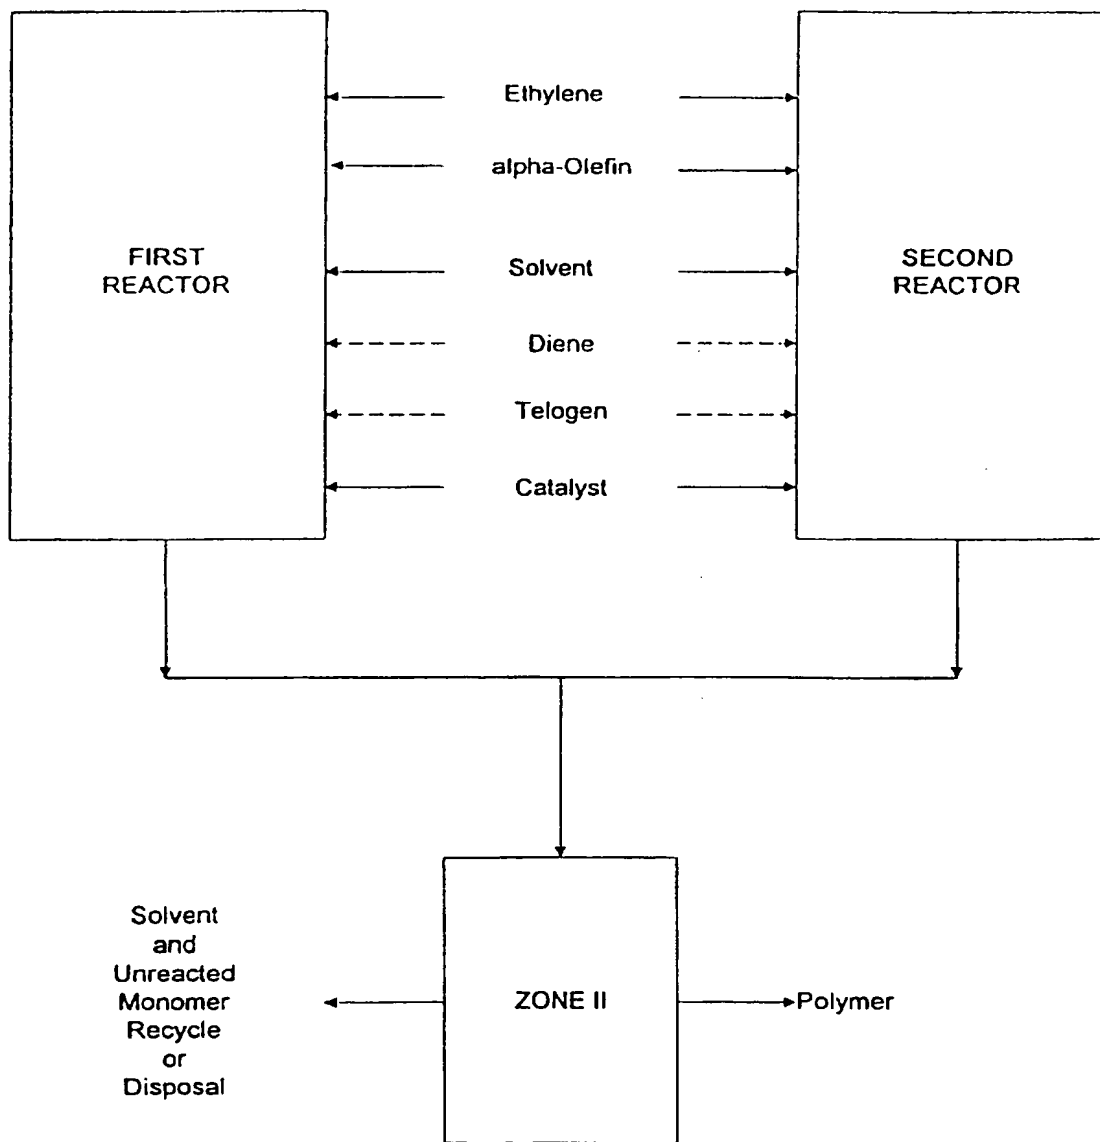 Ethylene
alpha-Olefin
FIRST
REACTOR
Solvent
SECOND
REACTOR
Diene
Telogen
Catalyst
Solvent
and
Unreacted
Monomer
Recycle
or
Disposal
ZONE II
Polymer